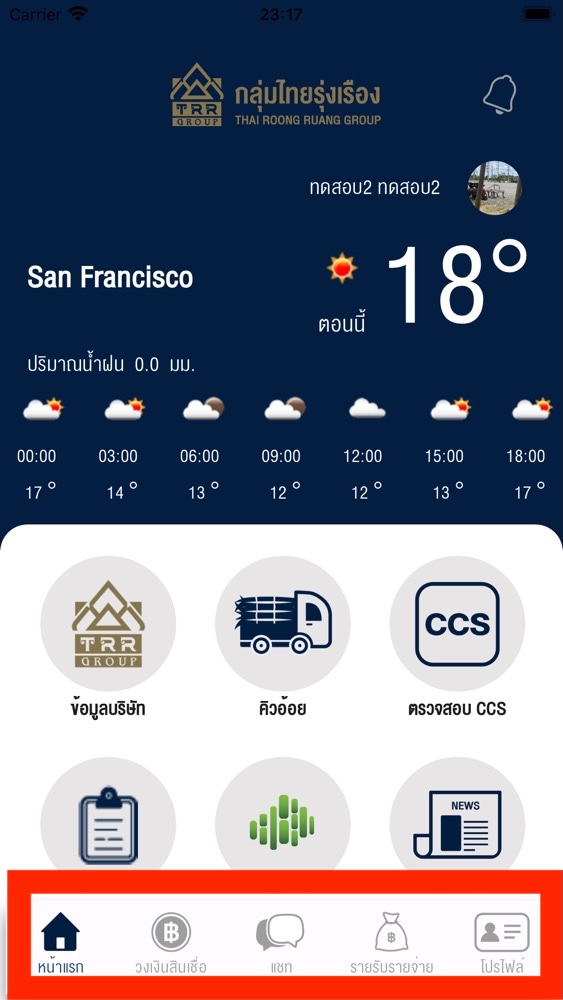 Carrier 23:17
TRR GROUP กลุ่มไทยรุ่งเรือง
THAI ROONG RUANG GROUP
ทดสอบ2 ทดสอบ2
San Francisco
18°
ตอนนี้
ปริมาณน้ำฝน 0.0 มม.
00:00 03:00 06:00 09:00 12:00 15:00 18:00
17 ° 14 ° 13 ° 12 ° 12 ° 13 ° 17 °
TRR GROUP CCS
ข้อมูลบริษัท คิวอ้อย ตรวจสอบ CCS
NEWS
หน้าแรก วงเงินสินเชื่อ แชท รายรับรายจ่าย โปรไฟล์